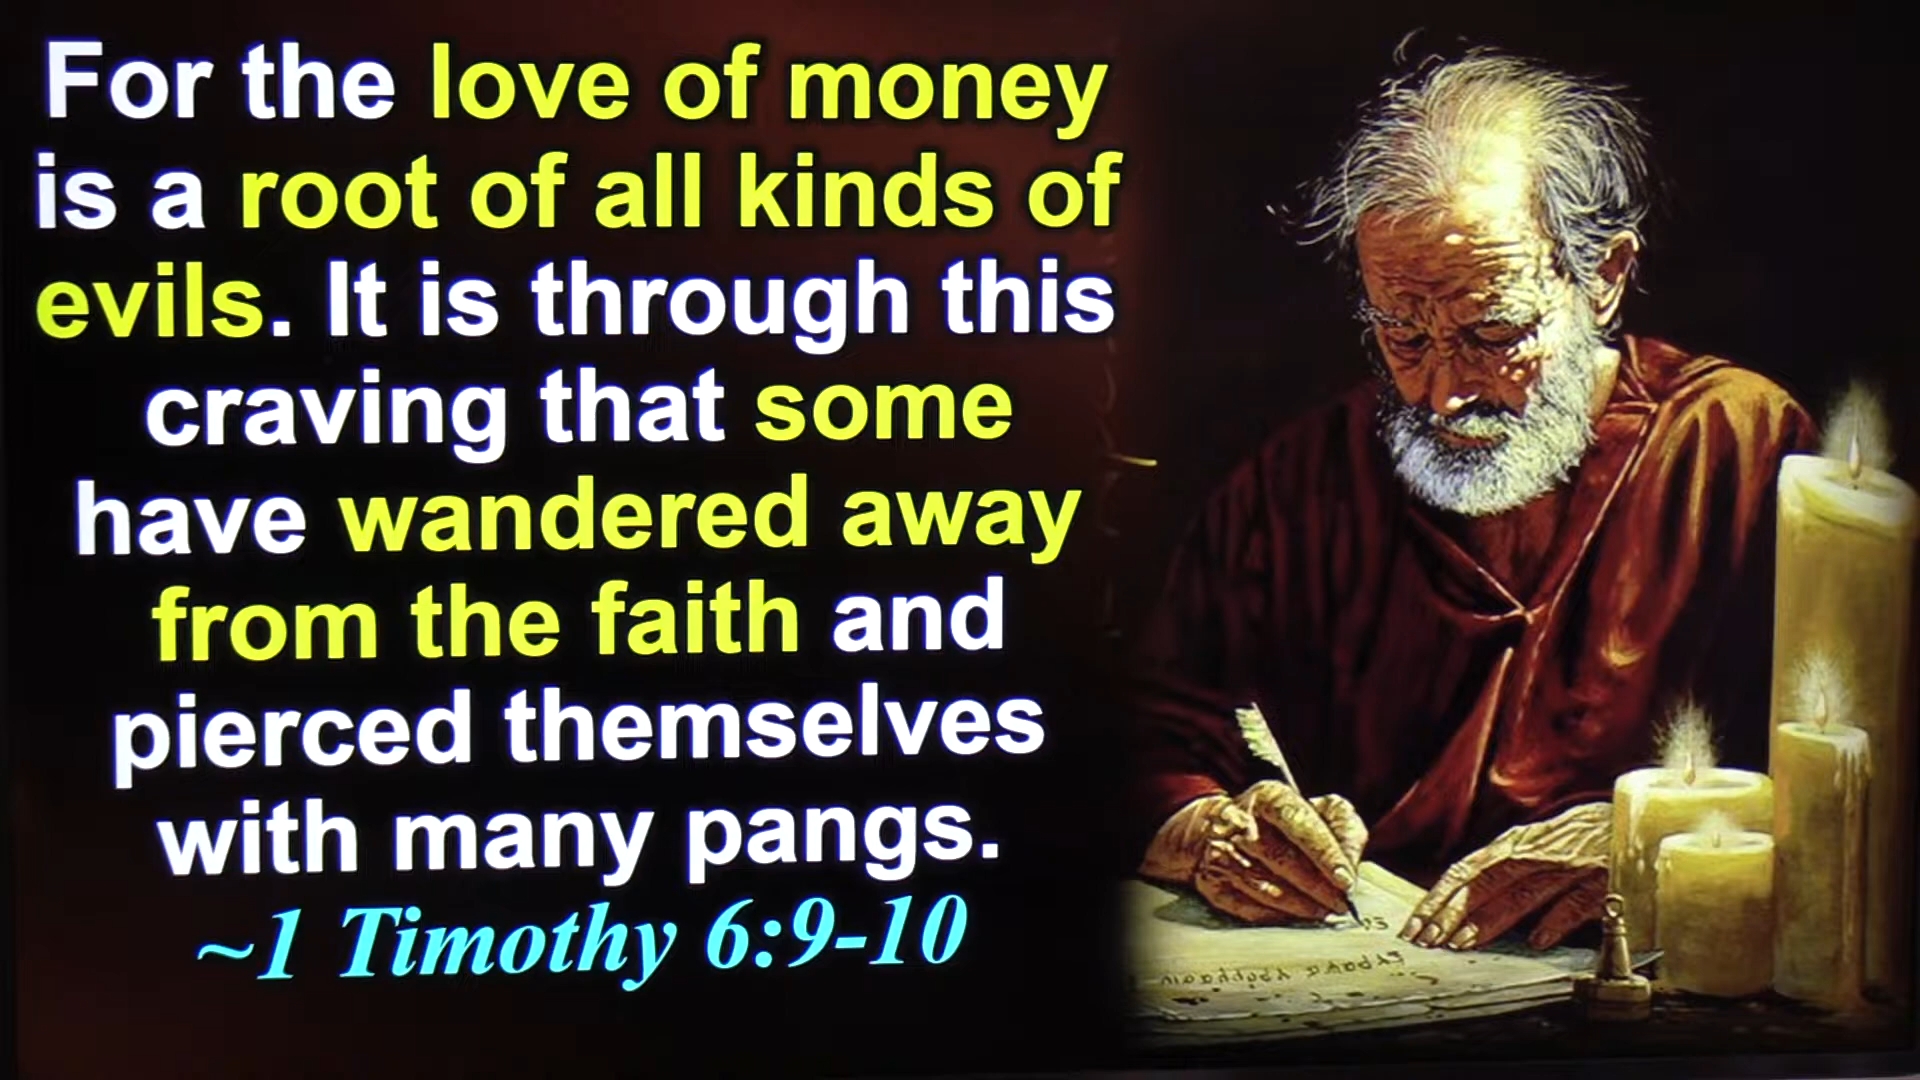 For the love of money
is a root of all kinds of
evils. It is through this
craving that some
have wandered away
from the faith and
pierced themselves
with many pangs.
~1 Timothy 6:9-10